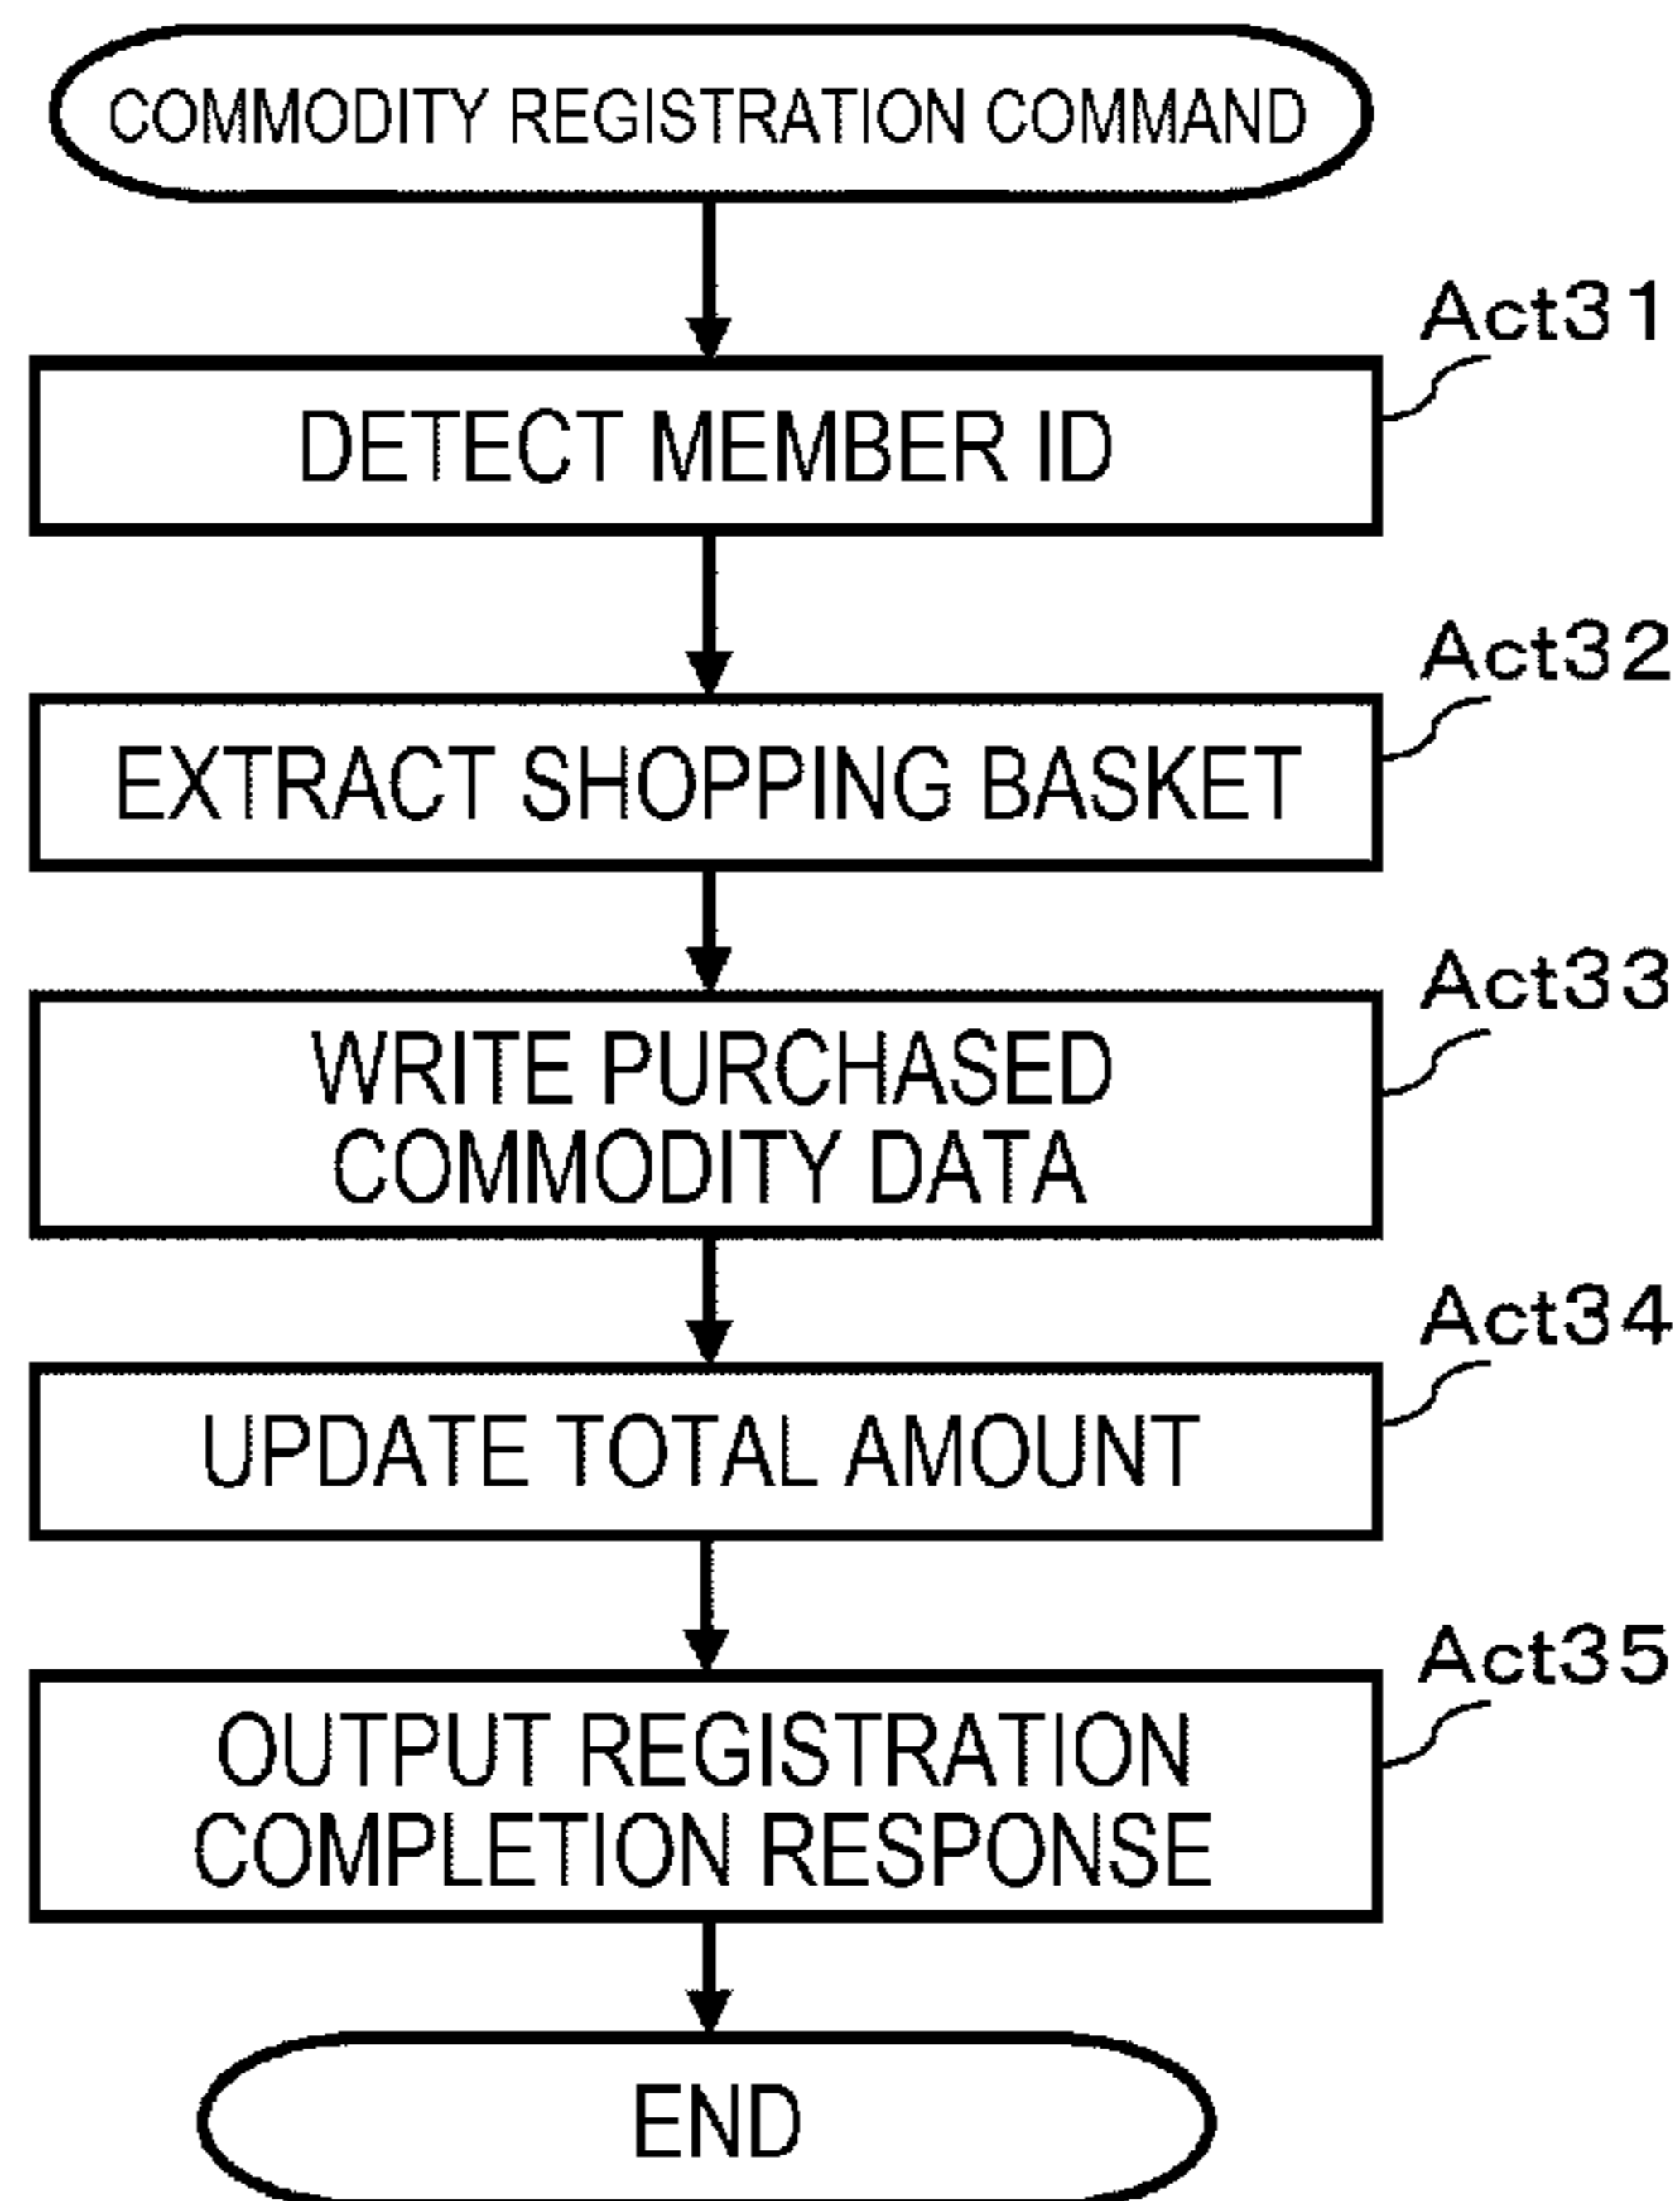 COMMODITY REGISTRATION COMMAND
Act31
DETECT MEMBER ID
Act32
EXTRACT SHOPPING BASKET
Act33
WRITE PURCHASED
COMMODITY DATA
Act34
UPDATE TOTAL AMOUNT
Act35
OUTPUT REGISTRATION
COMPLETION RESPONSE
END